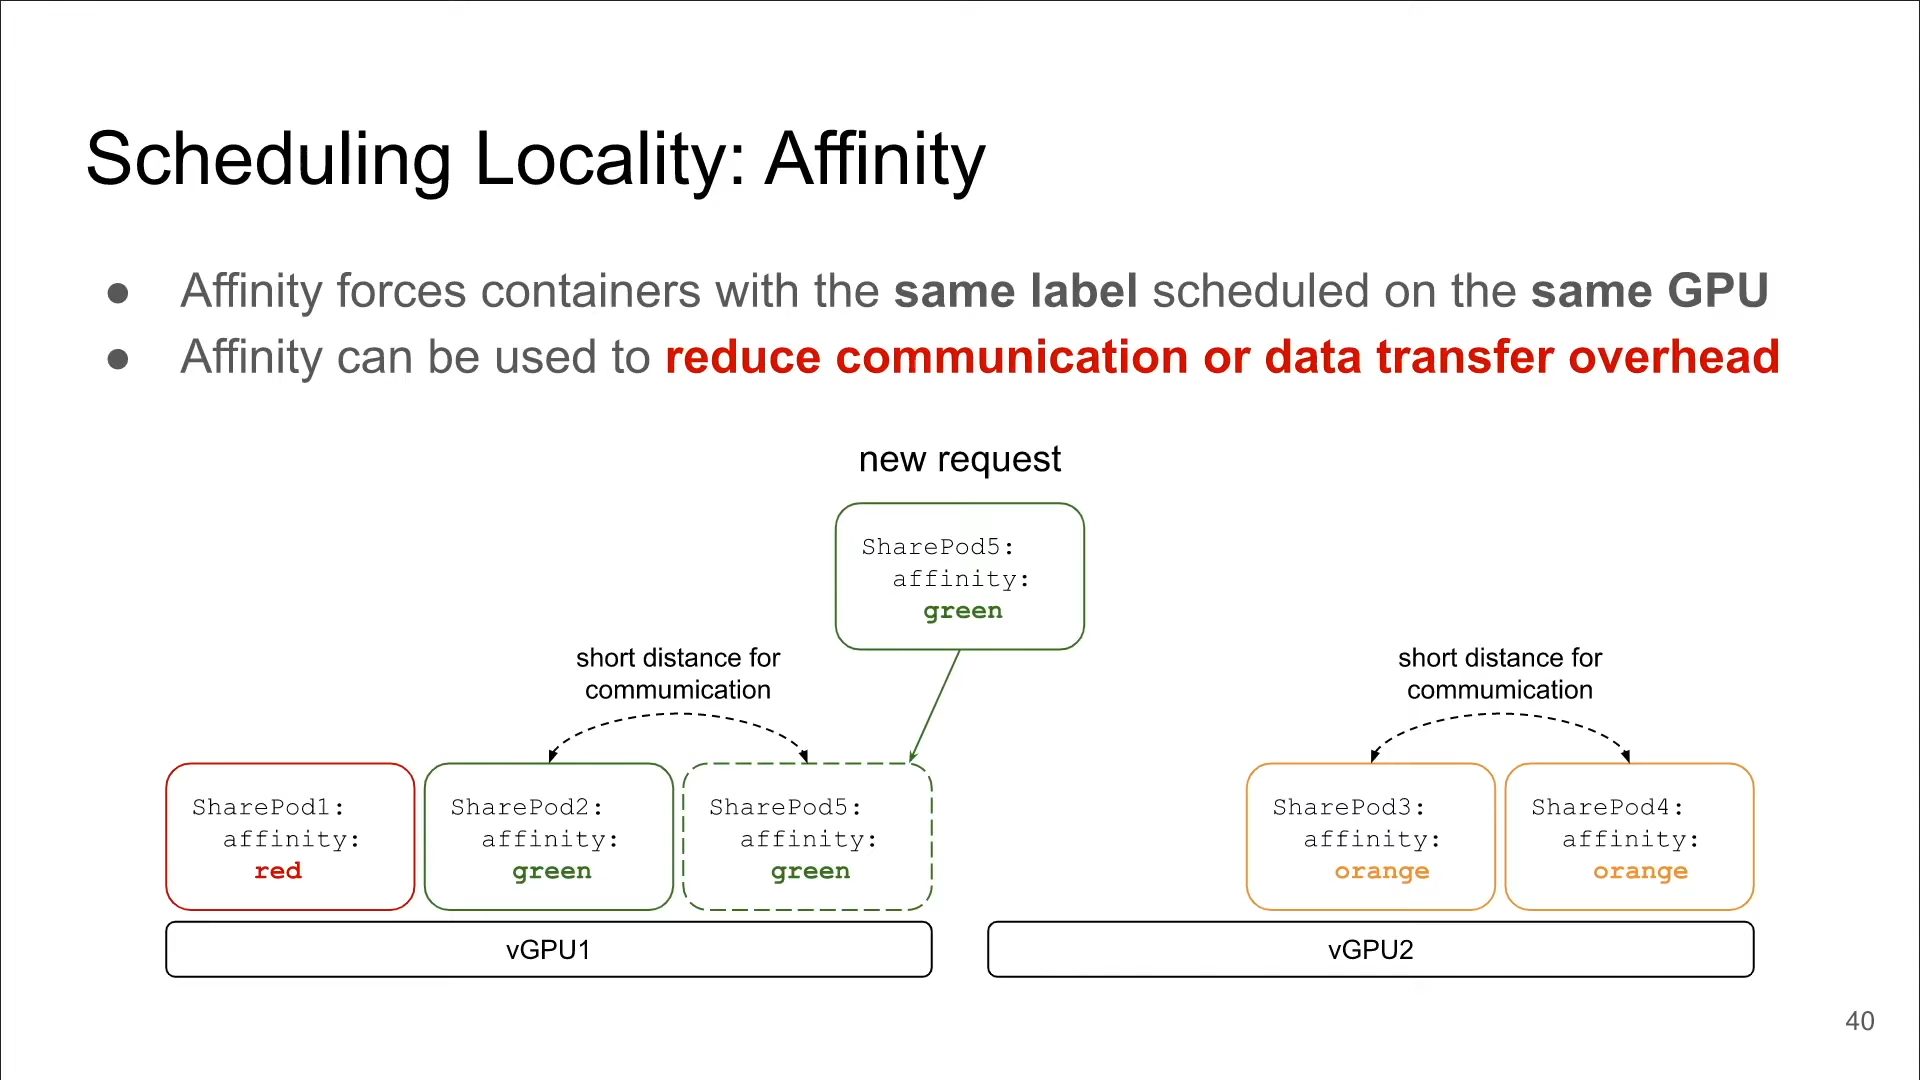 Scheduling Locality: Affinity
● Affinity forces containers with the same label scheduled on the same GPU
● Affinity can be used to reduce communication or data transfer overhead
new request
SharePod5:
affinity:
green
short distance for
commumication
short distance for
commumication
SharePod1:
affinity:
red
SharePod2:
affinity:
green
SharePod5:
affinity:
green
SharePod3:
affinity:
orange
SharePod4:
affinity:
orange
vGPU1
vGPU2
40